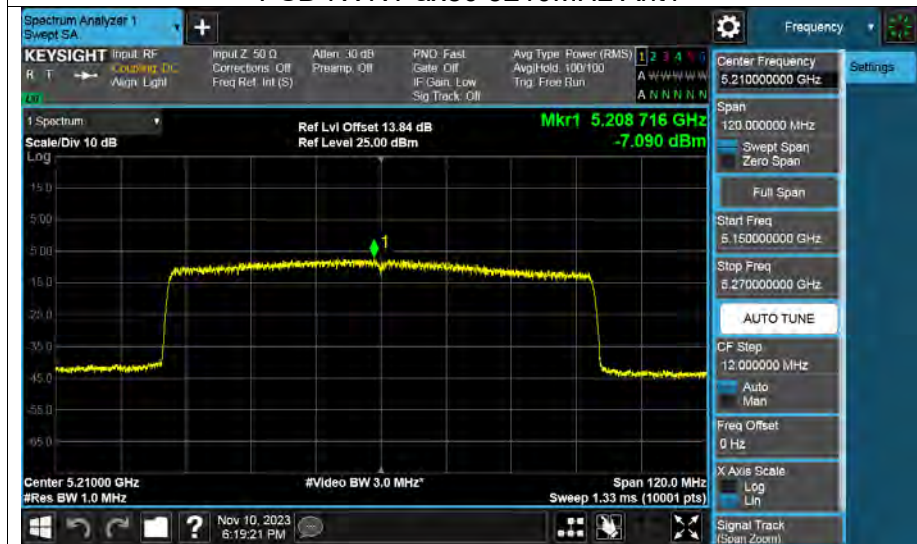 Spectrum Analyzer 1
Swept SA
+
Frequency
KEYSIGHT
R T
Input: RF
Coupling: DC
Align: Light
Input Z: 50 Ω
Corrections: Off
Freq Ref: Int (S)
Atten: 30 dB
Preamp: Off
PNO: Fast
Gate: Off
IF Gain: Low
Sig Track: Off
Avg Type: Power (RMS)
Avg|Hold: 100/100
Trig: Free Run
1 2 3 4 5 6
A W W W W W
A N N N N N
1 Spectrum
Scale/Div 10 dB
Log
Ref Lvl Offset 13.84 dB
Ref Level 25.00 dBm
Mkr1 5.208 716 GHz
-7.090 dBm
15.0
5.00
-5.00
-15.0
-25.0
-35.0
-45.0
-55.0
-65.0
1
Center 5.21000 GHz
#Res BW 1.0 MHz
#Video BW 3.0 MHz*
Span 120.0 MHz
Sweep 1.33 ms (10001 pts)
Nov 10, 2023
6:19:21 PM
?
Center Frequency
5.210000000 GHz
Settings
Span
120.000000 MHz
Swept Span
Zero Span
Full Span
Start Freq
5.150000000 GHz
Stop Freq
5.270000000 GHz
AUTO TUNE
CF Step
12.000000 MHz
Auto
Man
Freq Offset
0 Hz
X Axis Scale
Log
Lin
Signal Track
(Span Zoom)